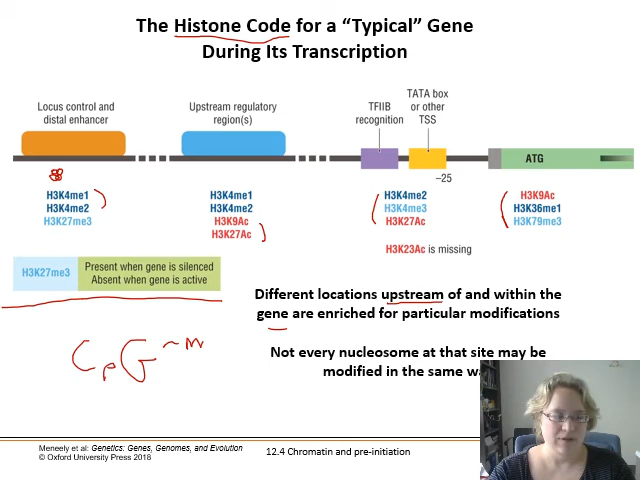 The Histone Code for a “Typical” Gene
During Its Transcription
Locus control and
distal enhancer
Upstream regulatory
region(s)
TFIIB
recognition
TATA box
or other
TSS
ATG
−25
H3K4me1
H3K4me2
H3K27me3
H3K4me1
H3K4me2
H3K9Ac
H3K27Ac
H3K4me2
H3K4me3
H3K27Ac
H3K23Ac is missing
H3K9Ac
H3K36me1
H3K79me3
H3K27me3
Present when gene is silenced
Absent when gene is active
Different locations upstream of and within the
gene are enriched for particular modifications
Not every nucleosome at that site may be
modified in the same
CpG~m
Meneely et al: Genetics: Genes, Genomes, and Evolution
© Oxford University Press 2018
12.4 Chromatin and pre-initiation